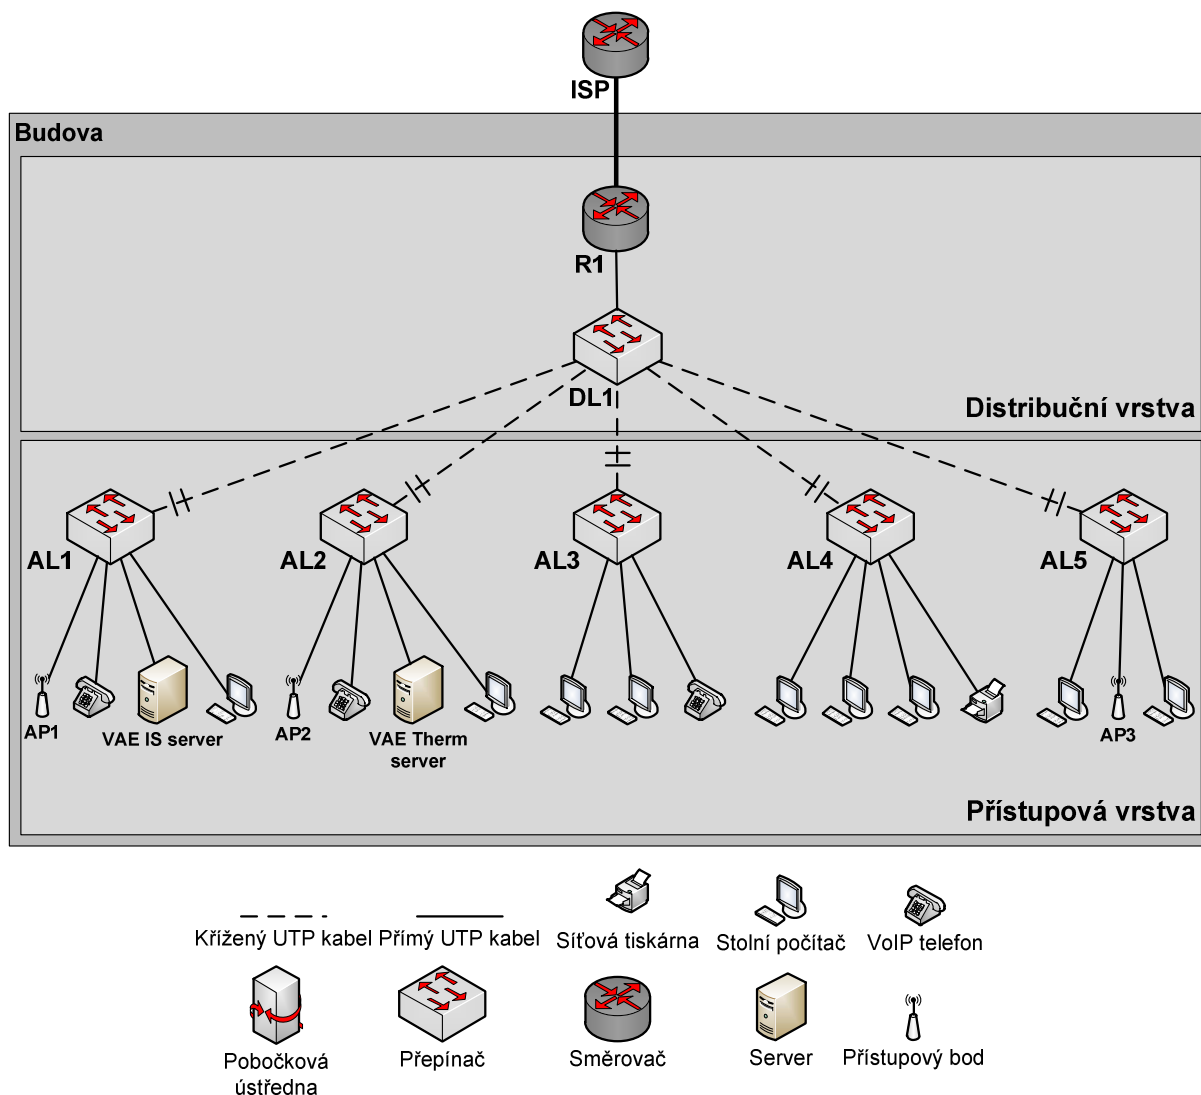 ISP
Budova
R1
DL1
Distribuční vrstva
AL1
AL2
AL3
AL4
AL5
AP1
VAE IS server
AP2
VAE Therm
server
AP3
Přístupová vrstva
Křížený UTP kabel
Přímý UTP kabel
Síťová tiskárna
Stolní počítač
VoIP telefon
Pobočková
ústředna
Přepínač
Směrovač
Server
Přístupový bod